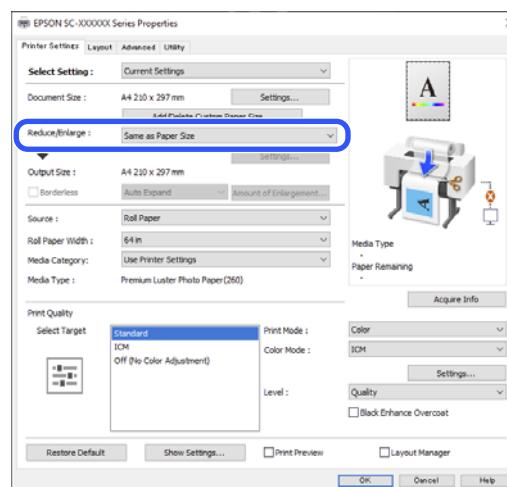 EPSON SC-XXXXXX Series Properties
Printer Settings Layout Advanced Utility
Select Setting : Current Settings
Document Size : A4 210 x 297 mm Settings...
Add/Delete Custom Paper Size
Reduce/Enlarge : Same as Paper Size
Settings...
Output Size : A4 210 x 297 mm
Borderless Auto Expand Amount of Enlargement...
Source : Roll Paper
Roll Paper Width : 64 in
Media Category: Use Printer Settings
Media Type : Premium Luster Photo Paper(260)
A
Media Type
-
Paper Remaining
-
Acquire Info
Print Quality
Select Target
Standard
ICM
Off (No Color Adjustment)
Print Mode : Color
Color Mode : ICM
Settings...
Level : Quality
Black Enhance Overcoat
Restore Default Show Settings... Print Preview Layout Manager
OK Cancel Help